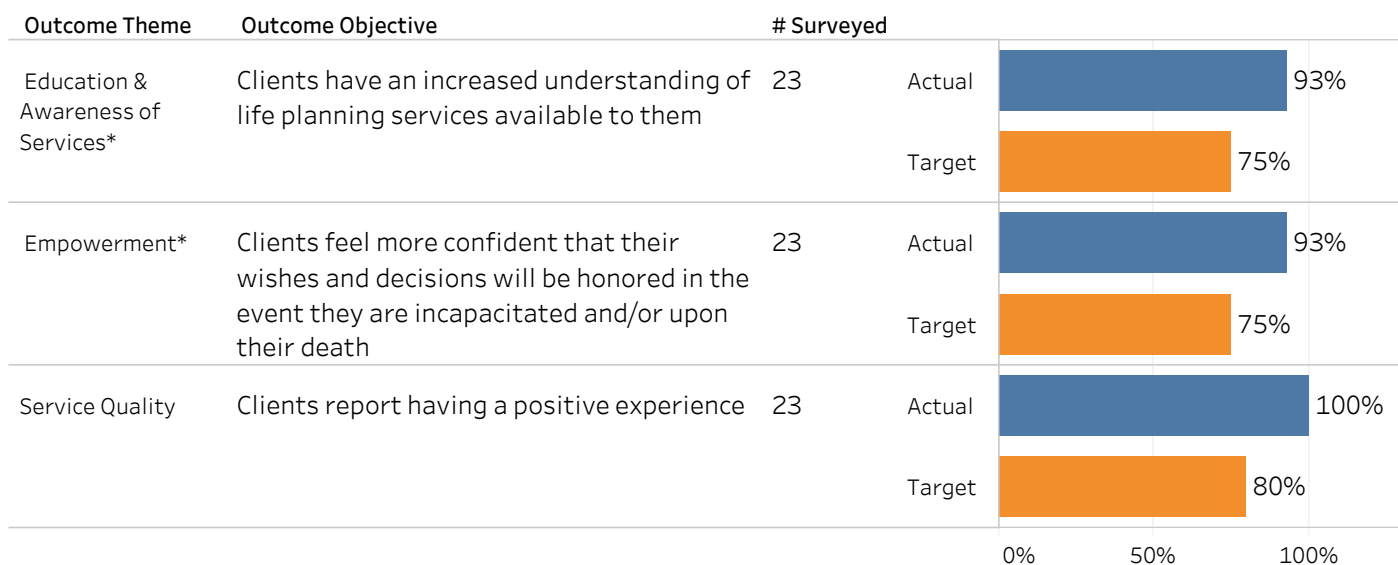 Outcome Theme Outcome Objective # Surveyed
Education & Clients have an increased understanding of 23 Actual 93%
Awareness of life planning services available to them
Services*
Target 75%
Empowerment* Clients feel more confident that their 23 Actual 93%
wishes and decisions will be honored in the
event they are incapacitated and/or upon Target 75%
their death
Service Quality Clients report having a positive experience 23 Actual 100%
Target 80%
0% 50% 100%